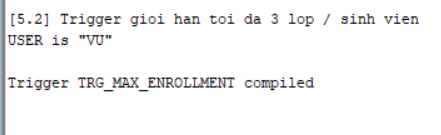 [5.2] Trigger gioi han toi da 3 lop / sinh vien
USER is "VU"
Trigger TRG_MAX_ENROLLMENT compiled